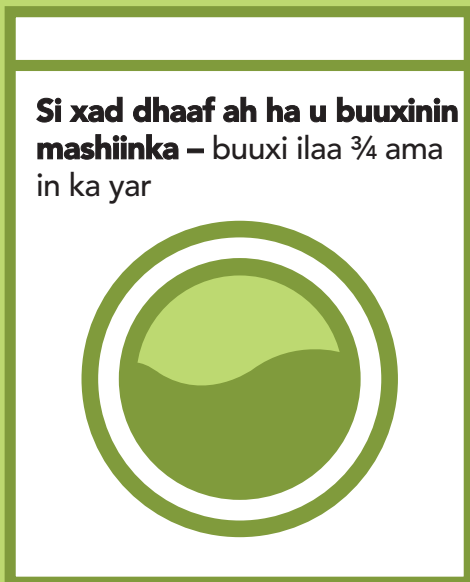 Si xad dhaaf ah ha u buuxinin
mashiinka – buuxi ilaa ¾ ama
in ka yar